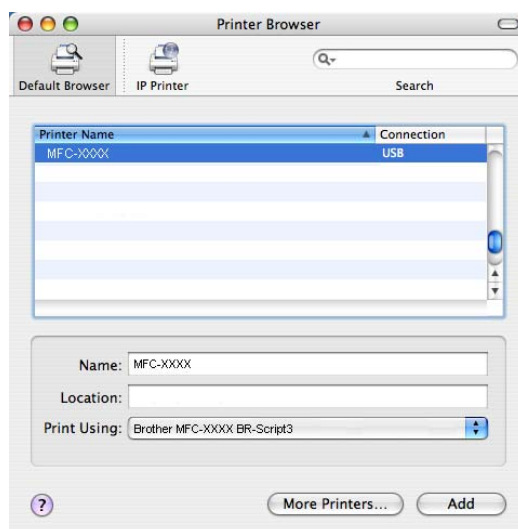 Printer Browser
Default Browser
IP Printer
Search
Printer Name
Connection
MFC-XXXX
USB
Name: MFC-XXXX
Location:
Print Using: Brother MFC-XXXX BR-Script3
?
More Printers...
Add